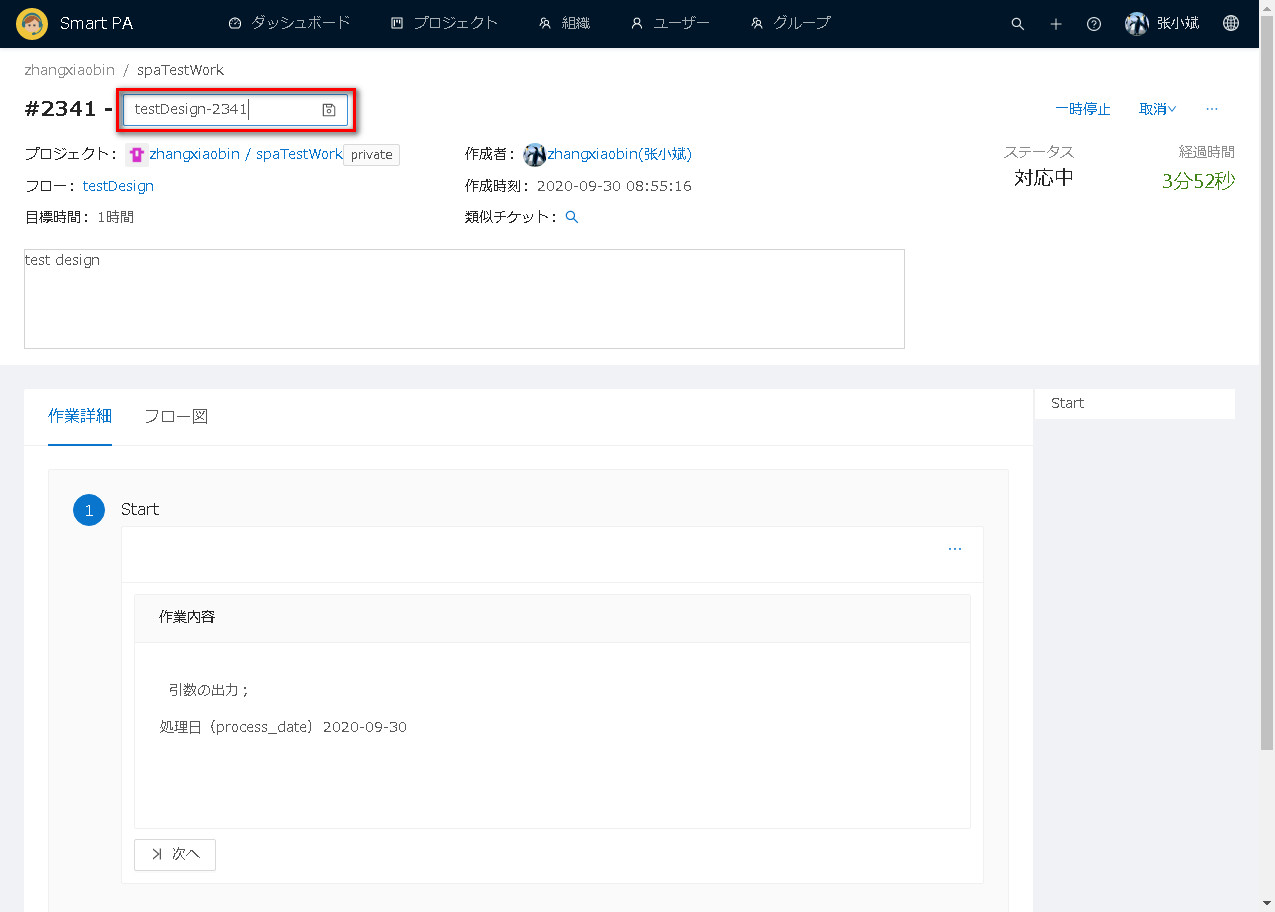 Smart PA ダッシュボード プロジェクト 組織 ユーザー グループ 张小斌
zhangxiaobin / spaTestWork
#2341 - testDesign-2341 一時停止 取消 ...
プロジェクト： zhangxiaobin / spaTestWork private 作成者： zhangxiaobin(张小斌) ステータス 経過時間
対応中 3分52秒
フロー： testDesign 作成時刻： 2020-09-30 08:55:16
目標時間： 1時間 類似チケット：
test design
作業詳細 フロー図 Start
1 Start
...
作業内容
引数の出力；
処理日（process_date）2020-09-30
次へ